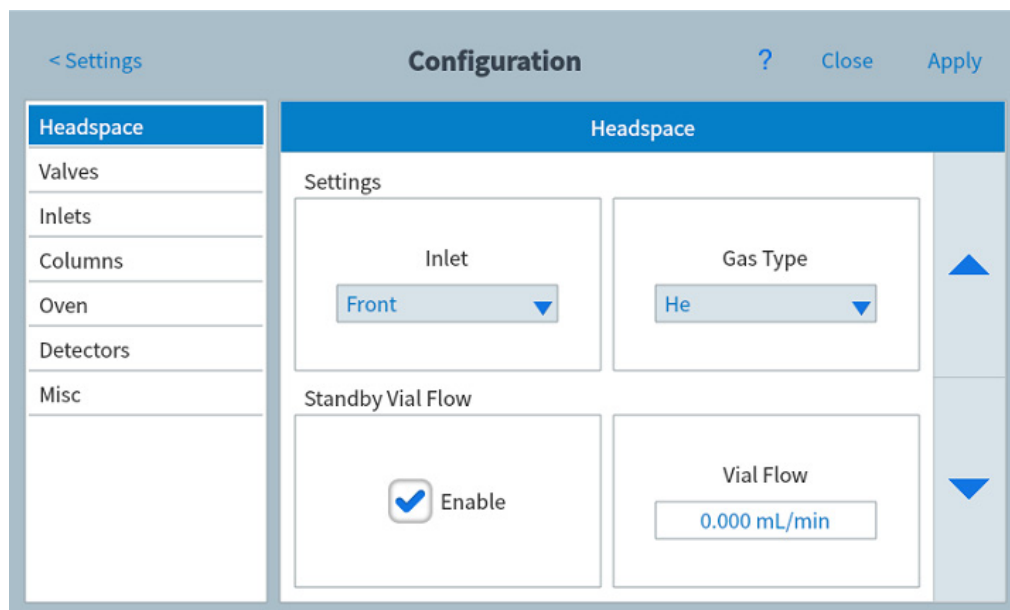 < Settings
Configuration
?
Close
Apply
Headspace
Valves
Inlets
Columns
Oven
Detectors
Misc
Headspace
Settings
Inlet
Front
Gas Type
He
Standby Vial Flow
Enable
Vial Flow
0.000 mL/min